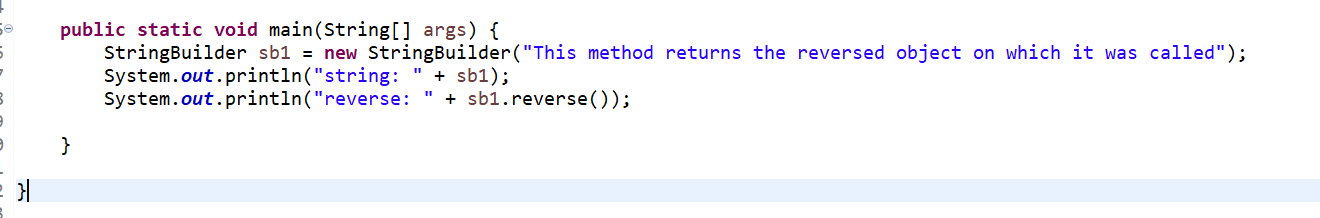 public static void main(String[] args) {
StringBuilder sb1 = new StringBuilder("This method returns the reversed object on which it was called");
System.out.println("string: " + sb1);
System.out.println("reverse: " + sb1.reverse());
}
}